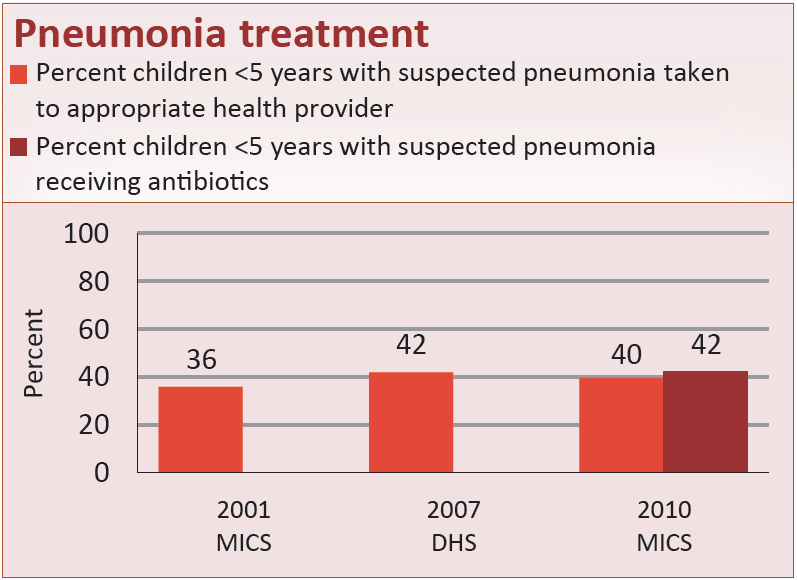 Pneumonia treatment
Percent children <5 years with suspected pneumonia taken
to appropriate health provider
Percent children <5 years with suspected pneumonia
receiving antibiotics
100
80
60
40
20
0
Percent
36
42
40
42
2001
MICS
2007
DHS
2010
MICS